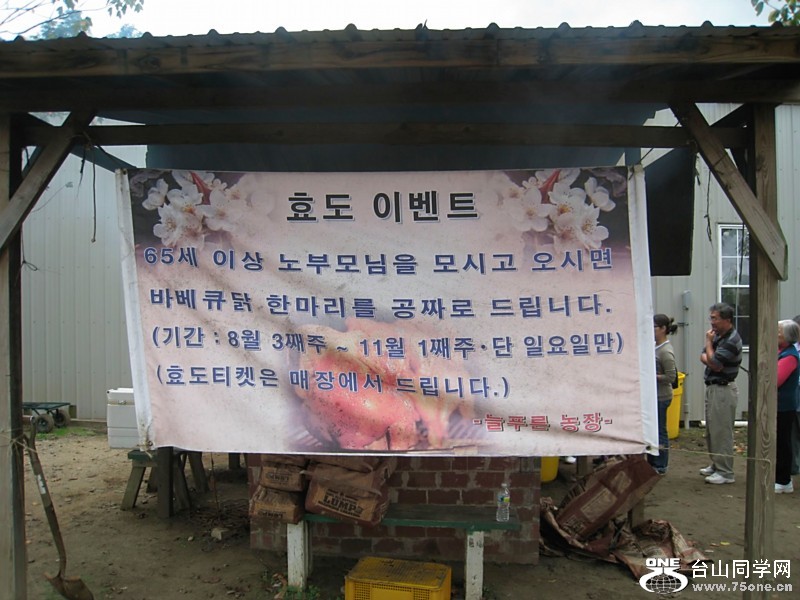 효도 이벤트
65세 이상 노부모님을 모시고 오시면
바베큐닭 한마리를 공짜로 드립니다.
(기간 : 8월 3째주 ~ 11월 1째주·단 일요일만)
(효도티켓은 매장에서 드립니다.)
-늘푸른 농장-
LUMP
ONE 台山同学网
www.75one.cn